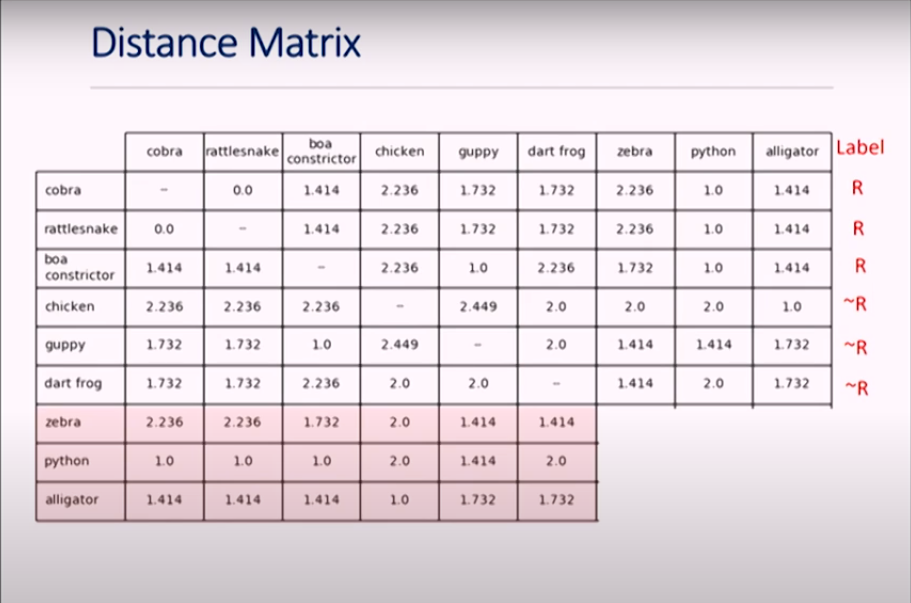 Distance Matrix
cobra rattlesnake boa constrictor chicken guppy dart frog zebra python alligator Label
cobra - 0.0 1.414 2.236 1.732 1.732 2.236 1.0 1.414 R
rattlesnake 0.0 - 1.414 2.236 1.732 1.732 2.236 1.0 1.414 R
boa constrictor 1.414 1.414 - 2.236 1.0 2.236 1.732 1.0 1.414 R
chicken 2.236 2.236 2.236 - 2.449 2.0 2.0 2.0 1.0 ~R
guppy 1.732 1.732 1.0 2.449 - 2.0 1.414 1.414 1.732 ~R
dart frog 1.732 1.732 2.236 2.0 2.0 - 1.414 2.0 1.732 ~R
zebra 2.236 2.236 1.732 2.0 1.414 1.414
python 1.0 1.0 1.0 2.0 1.414 2.0
alligator 1.414 1.414 1.414 1.0 1.732 1.732